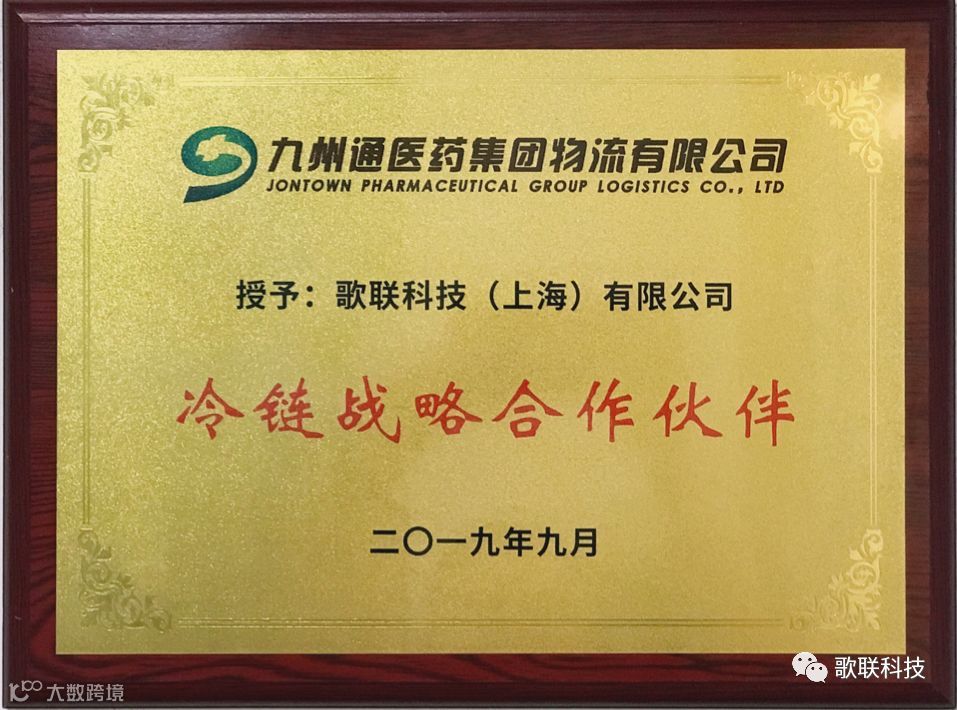 九州通医药集团物流有限公司
JONTOWN PHARMACEUTICAL GROUP LOGISTICS CO., LTD
授予：歌联科技（上海）有限公司
冷链战略合作伙伴
二〇一九年九月
歌联科技
大数跨境